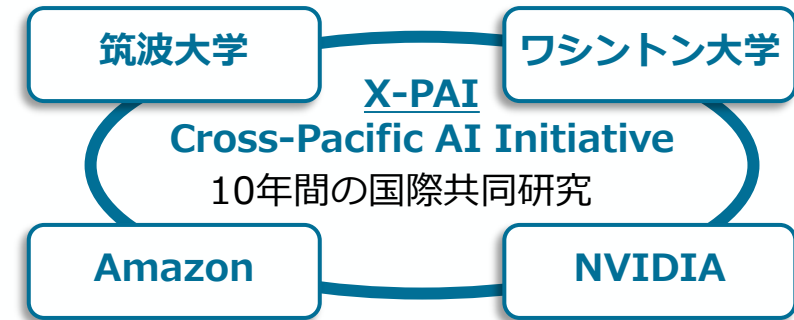 筑波大学
ワシントン大学
X-PAI
Cross-Pacific AI Initiative
10年間の国際共同研究
Amazon
NVIDIA